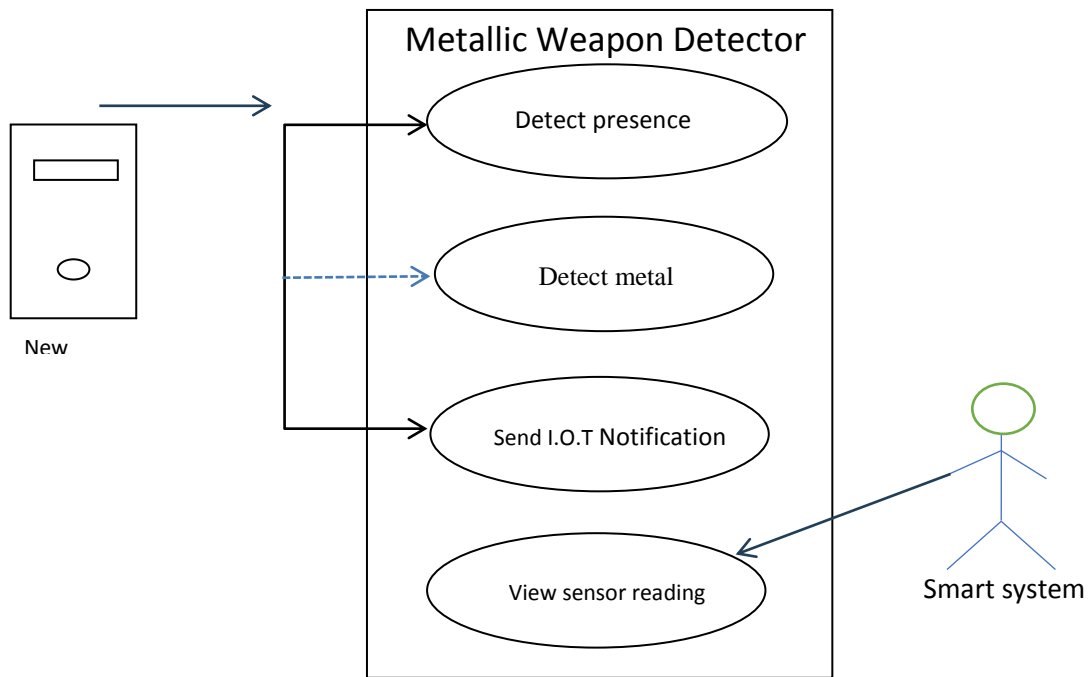 Metallic Weapon Detector
Detect presence
Detect metal
New
Send I.O.T Notification
View sensor reading
Smart system